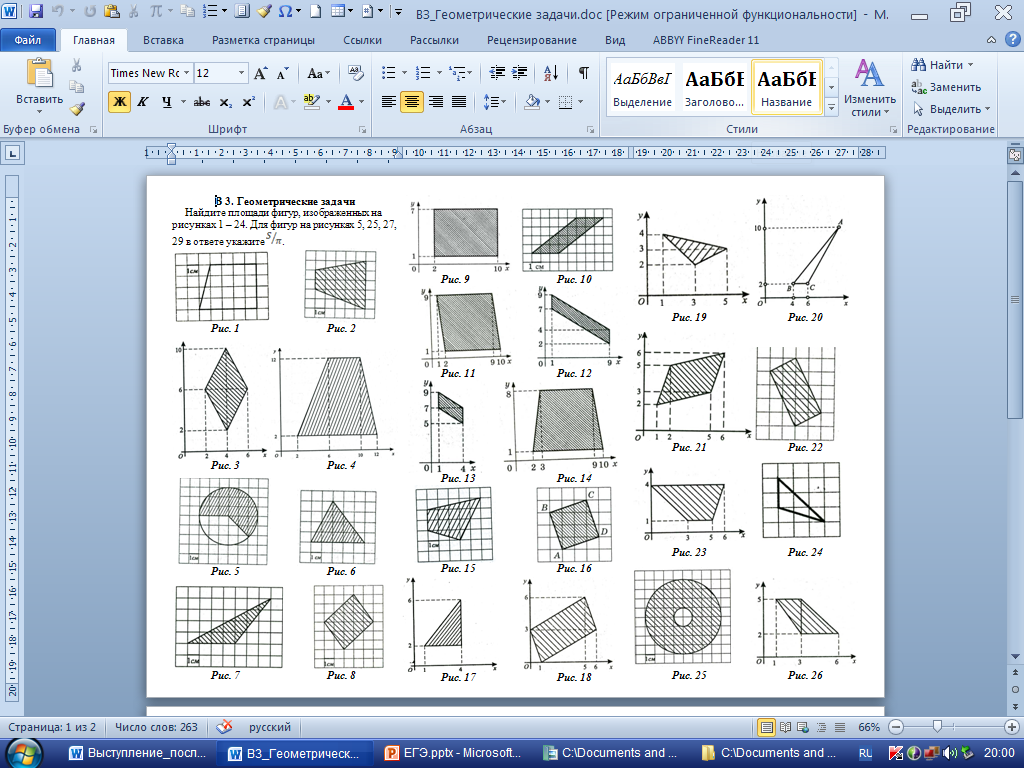 В3_Геометрические задачи.doc [Режим ограниченной функциональности] - M.
Файл Главная Вставка Разметка страницы Ссылки Рассылки Рецензирование Вид ABBYY FineReader 11
Times New Ro 12
Вставить
Ж К Ч abc x₂ x²
АаБбВвІ АаБбВ АаБбВ
Выделение Заголово... Название
Изменить стили
Найти
Заменить
Выделить
Буфер обмена Шрифт Абзац Стили Редактирование
В 3. Геометрические задачи
Найдите площади фигур, изображенных на
рисунках 1 – 24. Для фигур на рисунках 5, 25, 27,
29 в ответе укажите S/π.
Рис. 1 Рис. 2
Рис. 3 Рис. 4
Рис. 5 Рис. 6
Рис. 7 Рис. 8
Рис. 9 Рис. 10
Рис. 11 Рис. 12
Рис. 13 Рис. 14
Рис. 15 Рис. 16
Рис. 17 Рис. 18
Рис. 19 Рис. 20
Рис. 21 Рис. 22
Рис. 23 Рис. 24
Рис. 25 Рис. 26
Страница: 1 из 2 Число слов: 263 русский 66%
Выступление_посл... В3_Геометрическ... ЕГЭ.pptx - Microsoft... C:\Documents and ... C:\Documents and ... RU 20:00